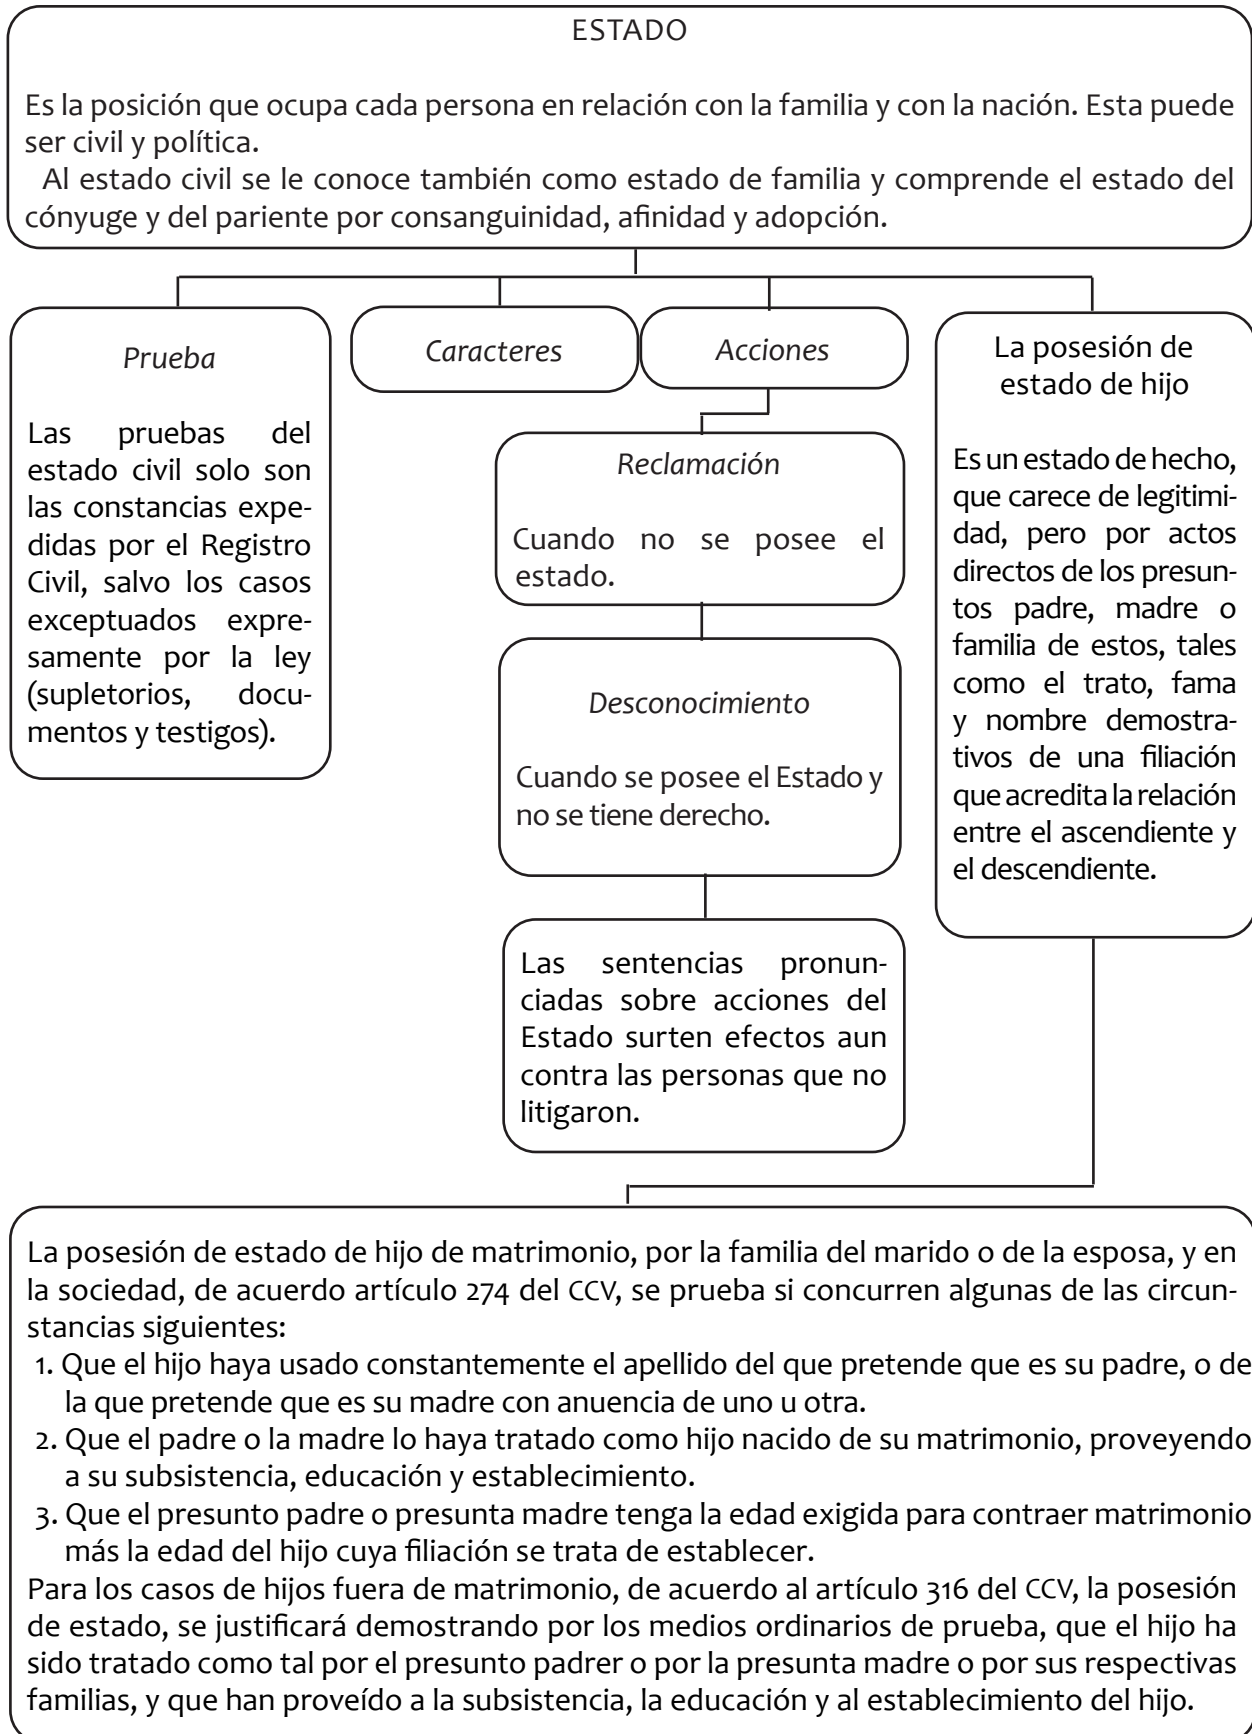 ESTADO
Es la posición que ocupa cada persona en relación con la familia y con la nación. Esta puede
ser civil y política.
Al estado civil se le conoce también como estado de familia y comprende el estado del
cónyuge y del pariente por consanguinidad, afinidad y adopción.
Prueba
Las pruebas del
estado civil solo son
las constancias expe-
didas por el Registro
Civil, salvo los casos
exceptuados expre-
samente por la ley
(supletorios, docu-
mentos y testigos).
Caracteres
Acciones
Reclamación
Cuando no se posee el
estado.
Desconocimiento
Cuando se posee el Estado y
no se tiene derecho.
Las sentencias pronun-
ciadas sobre acciones del
Estado surten efectos aun
contra las personas que no
litigaron.
La posesión de
estado de hijo
Es un estado de hecho,
que carece de legitimi-
dad, pero por actos
directos de los presun-
tos padre, madre o
familia de estos, tales
como el trato, fama
y nombre demostra-
tivos de una filiación
que acredita la relación
entre el ascendiente y
el descendiente.
La posesión de estado de hijo de matrimonio, por la familia del marido o de la esposa, y en
la sociedad, de acuerdo artículo 274 del CCV, se prueba si concurren algunas de las circun-
stancias siguientes:
1. Que el hijo haya usado constantemente el apellido del que pretende que es su padre, o de
la que pretende que es su madre con anuencia de uno u otra.
2. Que el padre o la madre lo haya tratado como hijo nacido de su matrimonio, proveyendo
a su subsistencia, educación y establecimiento.
3. Que el presunto padre o presunta madre tenga la edad exigida para contraer matrimonio
más la edad del hijo cuya filiación se trata de establecer.
Para los casos de hijos fuera de matrimonio, de acuerdo al artículo 316 del CCV, la posesión
de estado, se justificará demostrando por los medios ordinarios de prueba, que el hijo ha
sido tratado como tal por el presunto padrer o por la presunta madre o por sus respectivas
familias, y que han proveído a la subsistencia, la educación y al establecimiento del hijo.